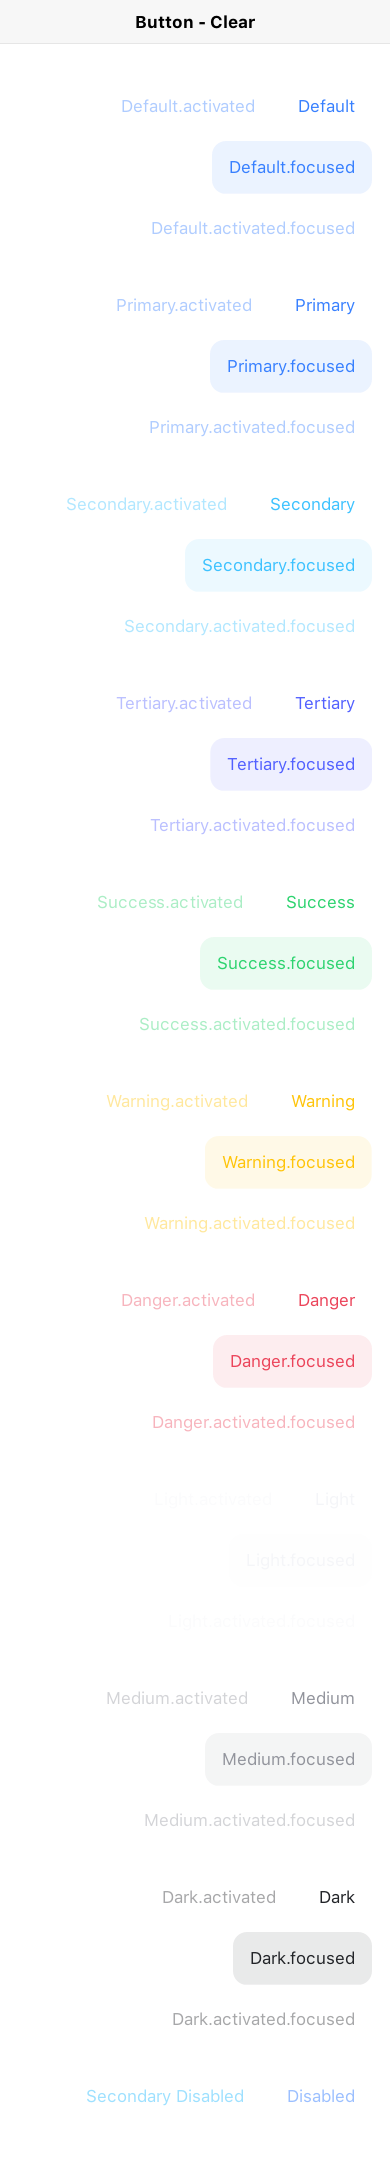 Button - Clear
Default.activated Default
Default.focused
Default.activated.focused
Primary.activated Primary
Primary.focused
Primary.activated.focused
Secondary.activated Secondary
Secondary.focused
Secondary.activated.focused
Tertiary.activated Tertiary
Tertiary.focused
Tertiary.activated.focused
Success.activated Success
Success.focused
Success.activated.focused
Warning.activated Warning
Warning.focused
Warning.activated.focused
Danger.activated Danger
Danger.focused
Danger.activated.focused
Light.activated Light
Light.focused
Light.activated.focused
Medium.activated Medium
Medium.focused
Medium.activated.focused
Dark.activated Dark
Dark.focused
Dark.activated.focused
Secondary Disabled Disabled